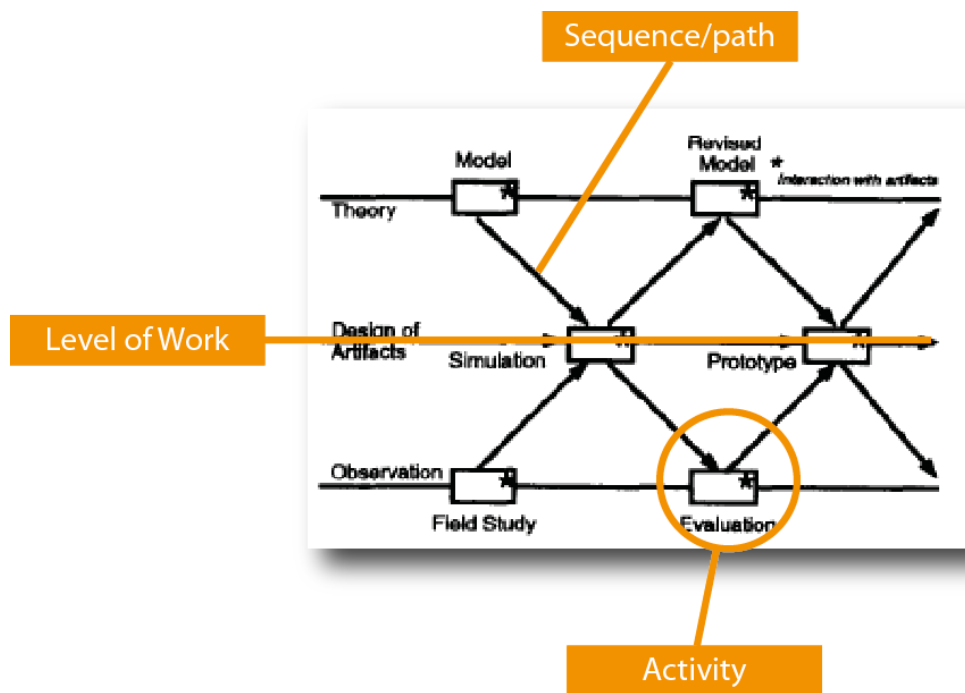 Sequence/path
Model
Revised
Model *
* Interaction with artifacts
Theory
Level of Work
Design of
Artifacts
Simulation
Prototype
Observation
Field Study
Evaluation
Activity